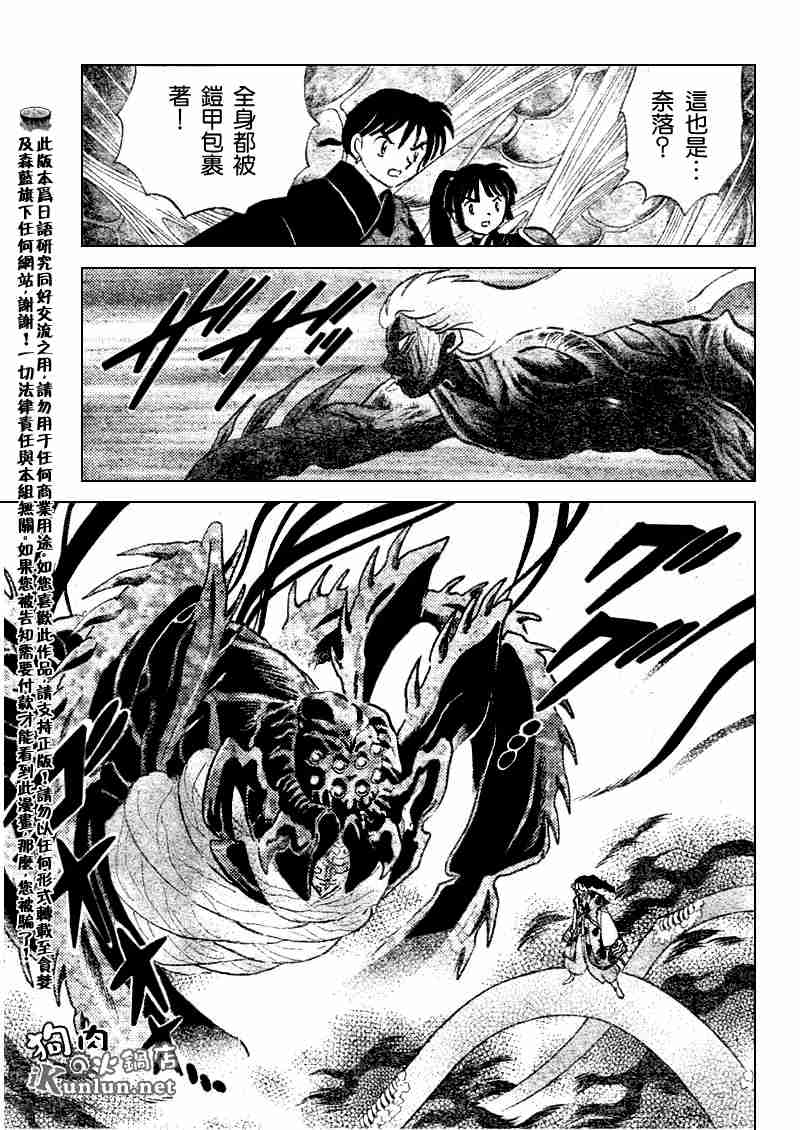 這也是…
奈落？
全身都被
鎧甲包裹
著！
此版本爲日語研究同好交流之用，請勿用于任何商業用途。如您喜歡此作品，請支持正版！請勿以任何形式轉載至貪婪
及森藍旗下任何網站，謝謝！一切法律責任與本組無關。如果您被告知需要付款才能看到此漫畫，那麼，您被騙了！
狗肉
の火鍋店
iKunlun.net